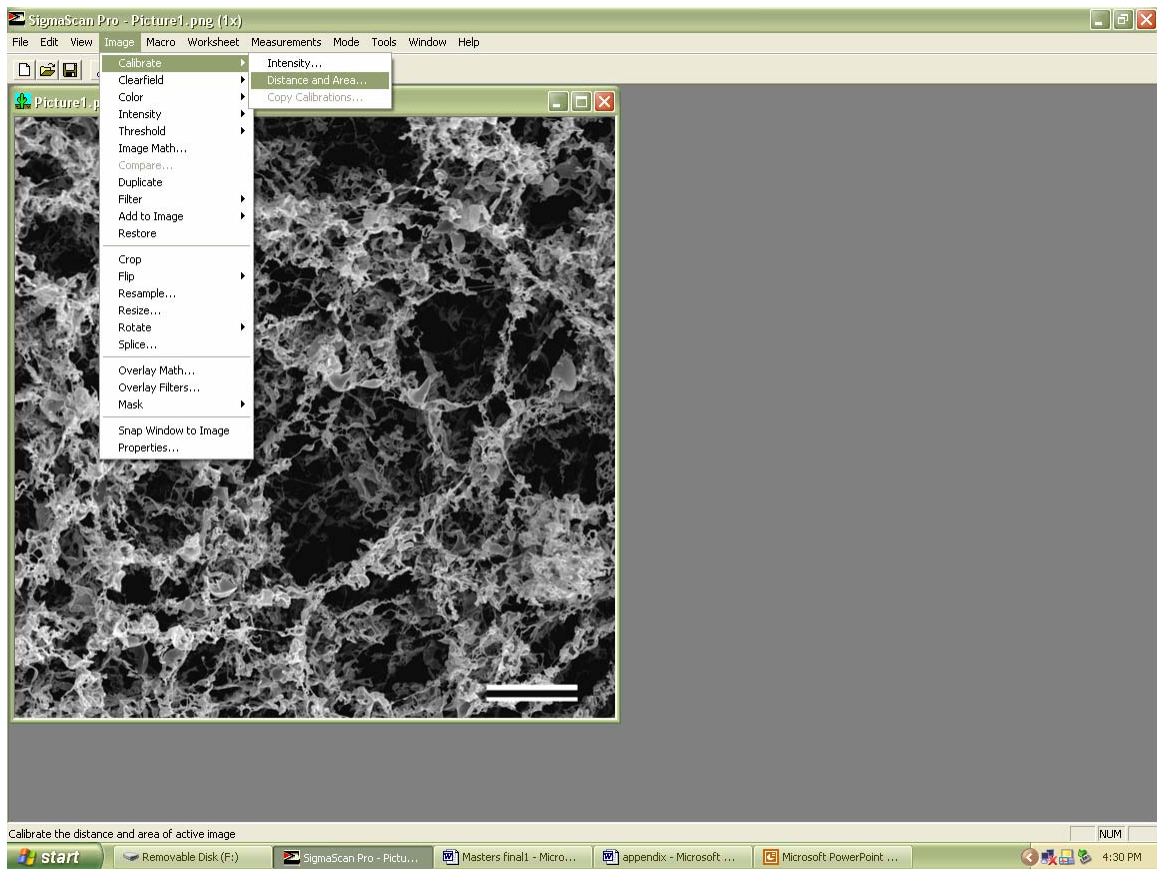 SigmaScan Pro - Picture1.png (1x)
File Edit View Image Macro Worksheet Measurements Mode Tools Window Help
Calibrate
Clearfield
Color
Intensity
Threshold
Image Math...
Compare...
Duplicate
Filter
Add to Image
Restore
Crop
Flip
Resample...
Resize...
Rotate
Splice...
Overlay Math...
Overlay Filters...
Mask
Snap Window to Image
Properties...
Intensity...
Distance and Area...
Copy Calibrations...
Picture1.p
Calibrate the distance and area of active image
NUM
start
Removable Disk (F:)
SigmaScan Pro - Pictu...
Masters final1 - Micro...
appendix - Microsoft ...
Microsoft PowerPoint ...
4:30 PM